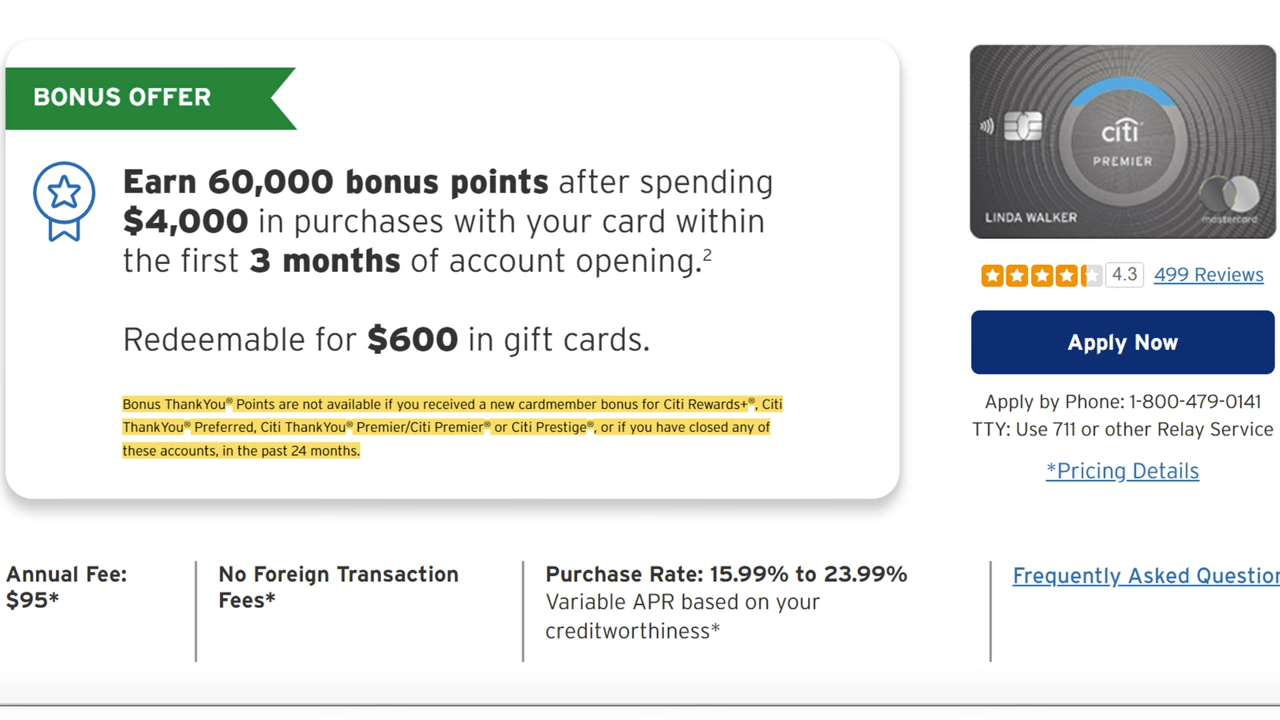 BONUS OFFER
Earn 60,000 bonus points after spending
$4,000 in purchases with your card within
the first 3 months of account opening.²
Redeemable for $600 in gift cards.
Bonus ThankYou® Points are not available if you received a new cardmember bonus for Citi Rewards+®, Citi
ThankYou® Preferred, Citi ThankYou® Premier/Citi Premier® or Citi Prestige®, or if you have closed any of
these accounts, in the past 24 months.
citi®
PREMIER
LINDA WALKER
mastercard
4.3 499 Reviews
Apply Now
Apply by Phone: 1-800-479-0141
TTY: Use 711 or other Relay Service
*Pricing Details
Annual Fee:
$95*
No Foreign Transaction
Fees*
Purchase Rate: 15.99% to 23.99%
Variable APR based on your
creditworthiness*
Frequently Asked Question